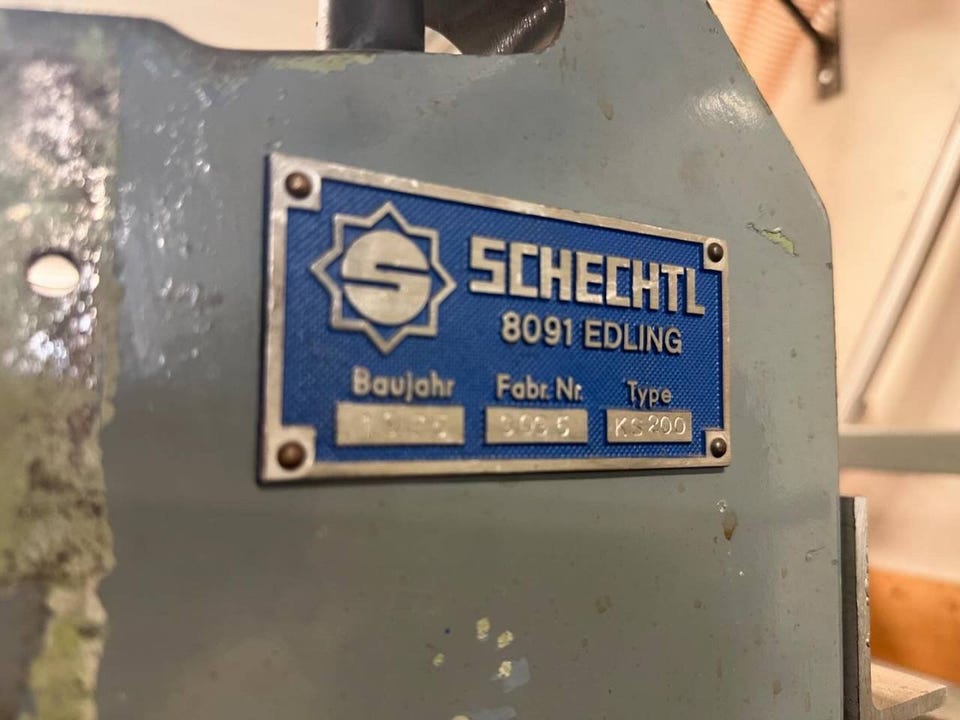 S
SCHECHTL
8091 EDLING
Baujahr Fabr. Nr. Type
KS200